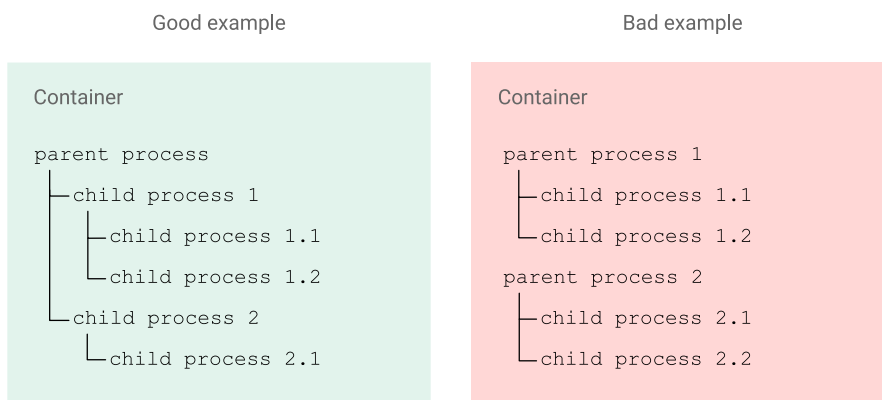 Good example
Container
parent process
child process 1
child process 1.1
child process 1.2
child process 2
child process 2.1
Bad example
Container
parent process 1
child process 1.1
child process 1.2
parent process 2
child process 2.1
child process 2.2